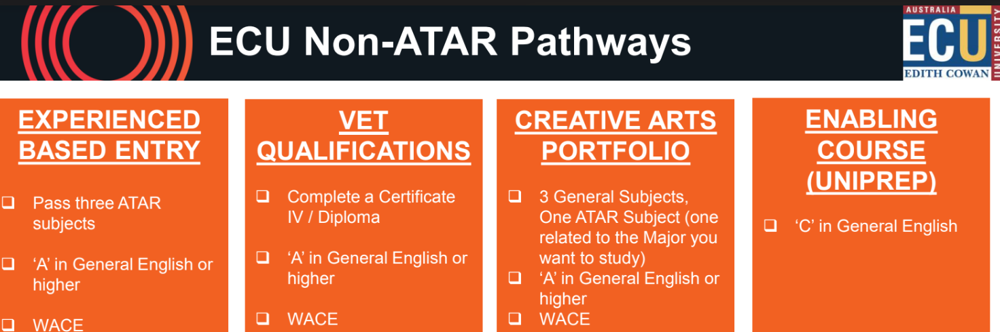 ECU Non-ATAR Pathways
AUSTRALIA
ECU
EDITH COWAN
UNIVERSITY
EXPERIENCED
BASED ENTRY
Pass three ATAR
subjects
‘A’ in General English or
higher
WACE
VET
QUALIFICATIONS
Complete a Certificate
IV / Diploma
‘A’ in General English or
higher
WACE
CREATIVE ARTS
PORTFOLIO
3 General Subjects,
One ATAR Subject (one
related to the Major you
want to study)
‘A’ in General English or
higher
WACE
ENABLING
COURSE
(UNIPREP)
‘C’ in General English